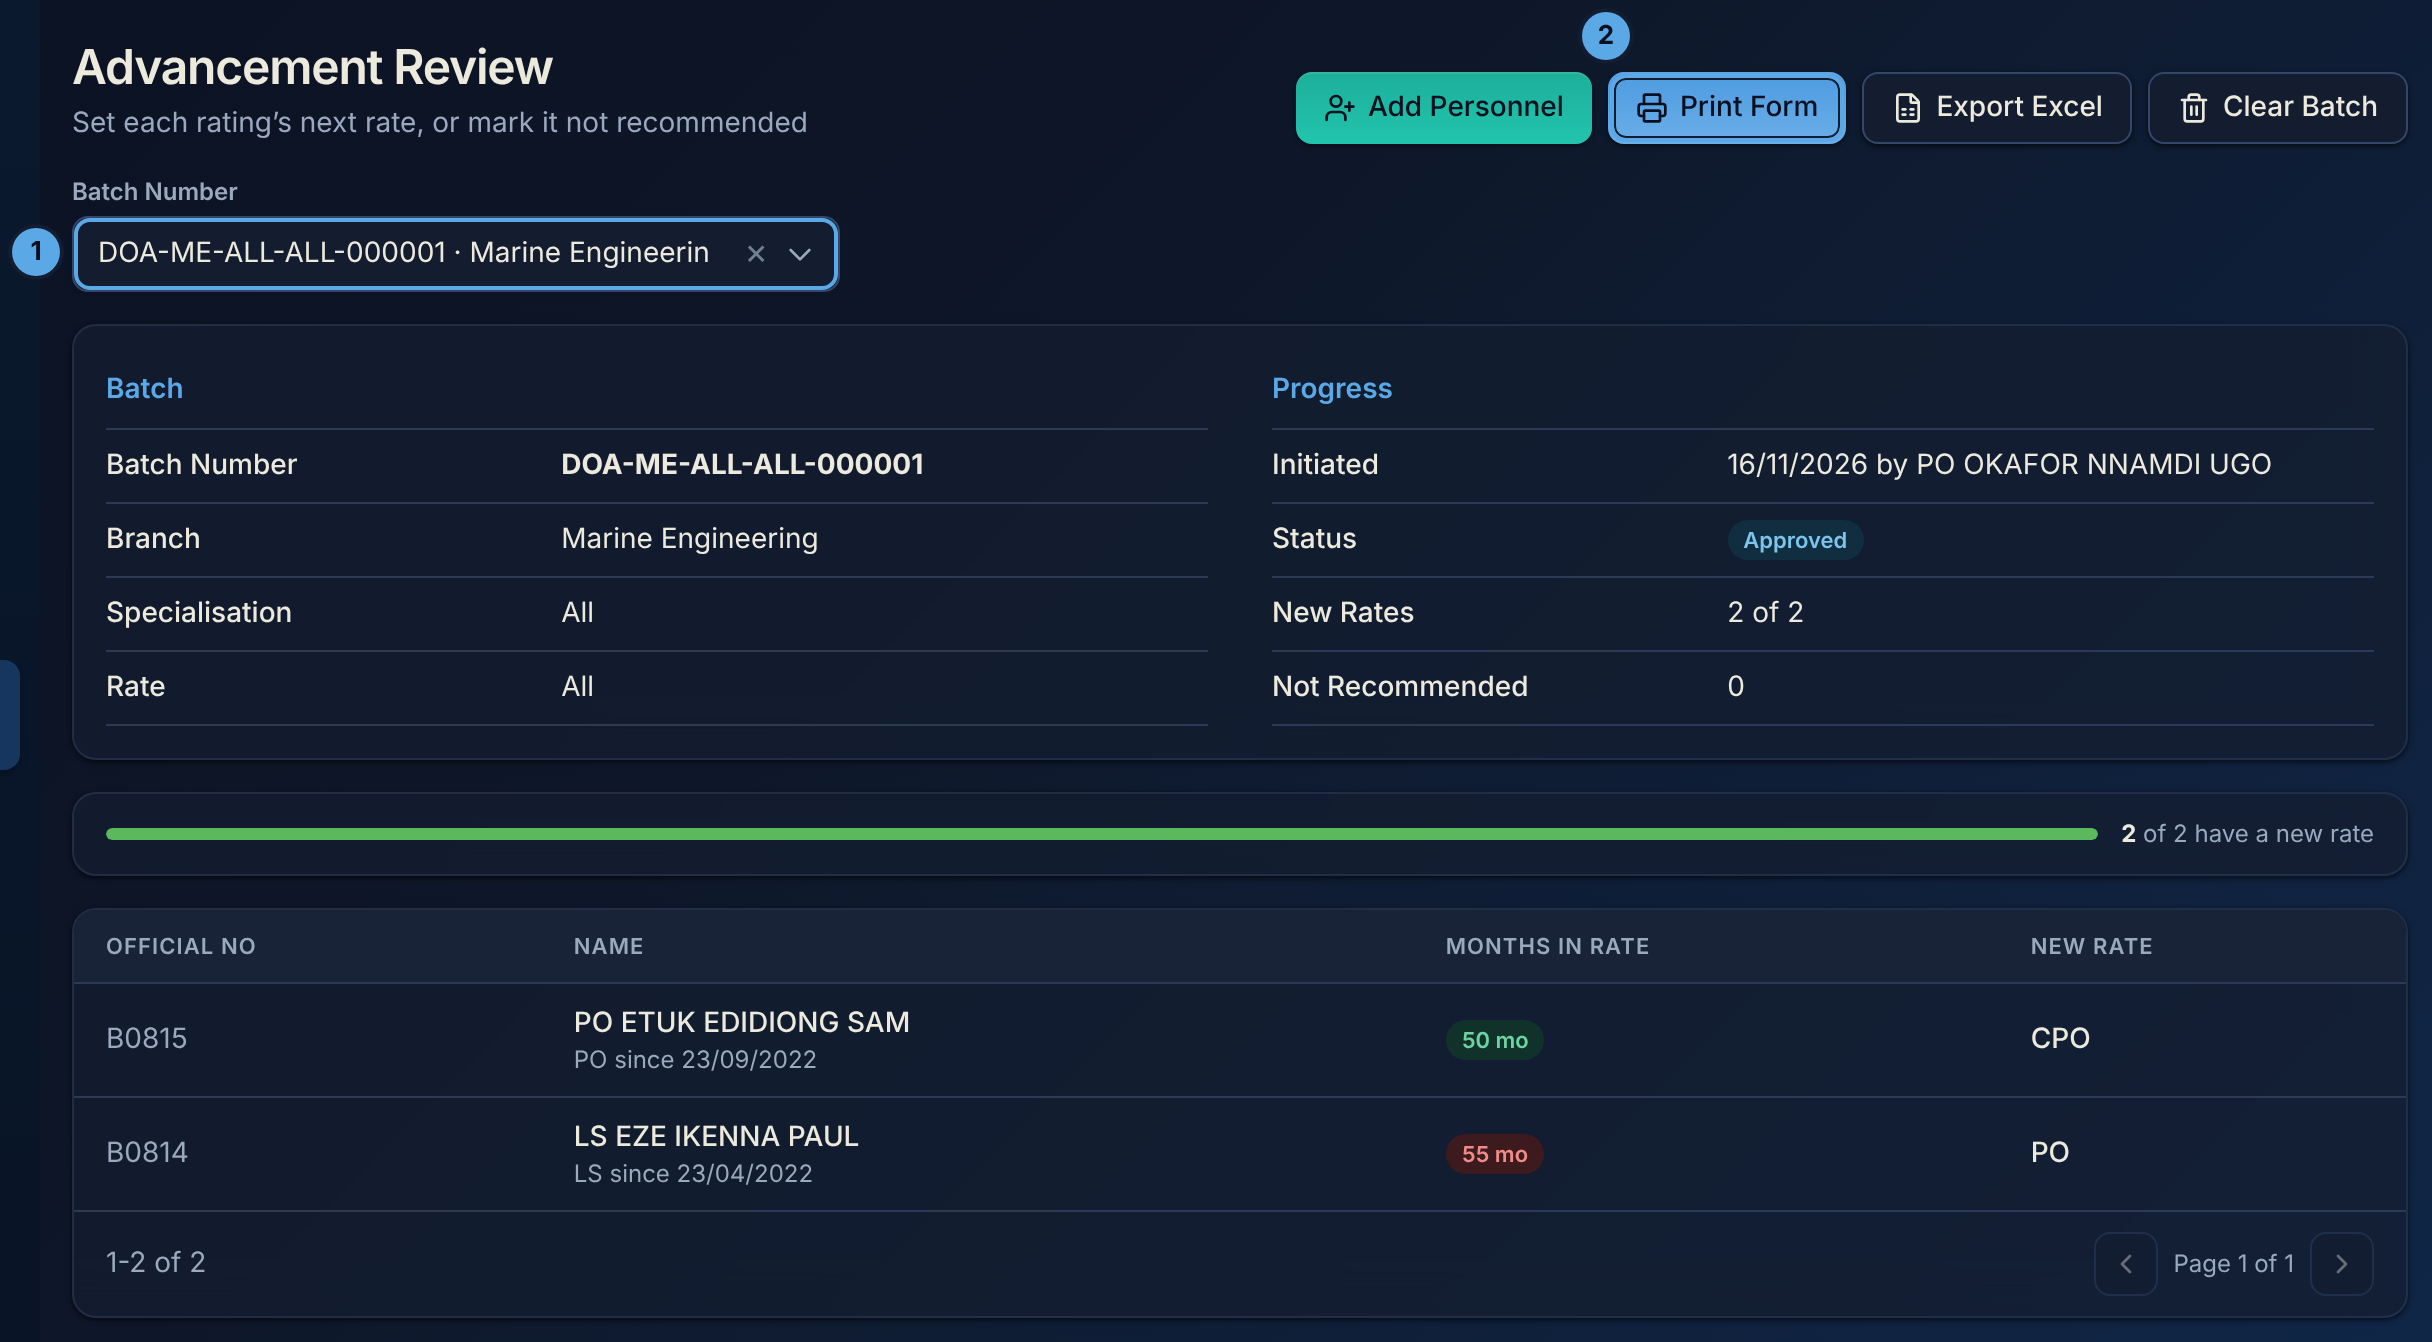 Advancement Review
Set each rating's next rate, or mark it not recommended
2
Add Personnel
Print Form
Export Excel
Clear Batch
Batch Number
1
DOA-ME-ALL-ALL-000001 · Marine Engineerin
Batch
Batch Number DOA-ME-ALL-ALL-000001
Branch Marine Engineering
Specialisation All
Rate All
Progress
Initiated 16/11/2026 by PO OKAFOR NNAMDI UGO
Status Approved
New Rates 2 of 2
Not Recommended 0
2 of 2 have a new rate
OFFICIAL NO NAME MONTHS IN RATE NEW RATE
B0815 PO ETUK EDIDIONG SAM 50 mo CPO
PO since 23/09/2022
B0814 LS EZE IKENNA PAUL 55 mo PO
LS since 23/04/2022
1-2 of 2
Page 1 of 1